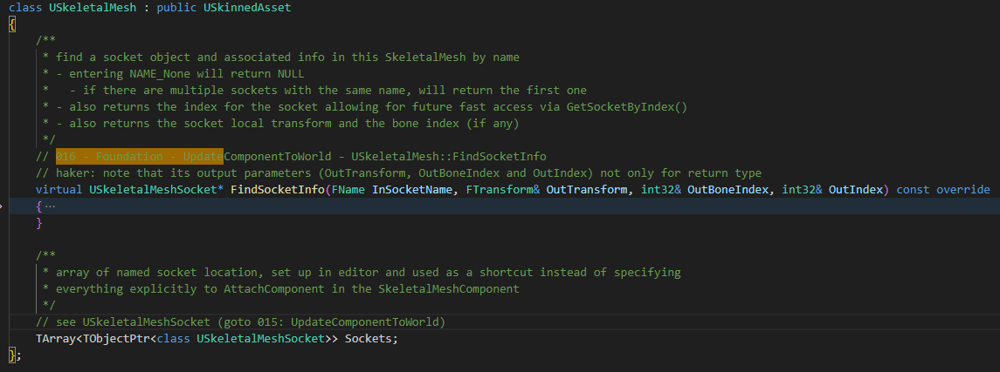 class USkeletalMesh : public USkinnedAsset
{
/**
* find a socket object and associated info in this SkeletalMesh by name
* - entering NAME_None will return NULL
*   - if there are multiple sockets with the same name, will return the first one
* - also returns the index for the socket allowing for future fast access via GetSocketByIndex()
* - also returns the socket local transform and the bone index (if any)
*/
// 016 - Foundation - UpdateComponentToWorld - USkeletalMesh::FindSocketInfo
// haker: note that its output parameters (OutTransform, OutBoneIndex and OutIndex) not only for return type
virtual USkeletalMeshSocket* FindSocketInfo(FName InSocketName, FTransform& OutTransform, int32& OutBoneIndex, int32& OutIndex) const override
{ ...
}
/**
* array of named socket location, set up in editor and used as a shortcut instead of specifying
* everything explicitly to AttachComponent in the SkeletalMeshComponent
*/
// see USkeletalMeshSocket (goto 015: UpdateComponentToWorld)
TArray<TObjectPtr<class USkeletalMeshSocket>> Sockets;
};